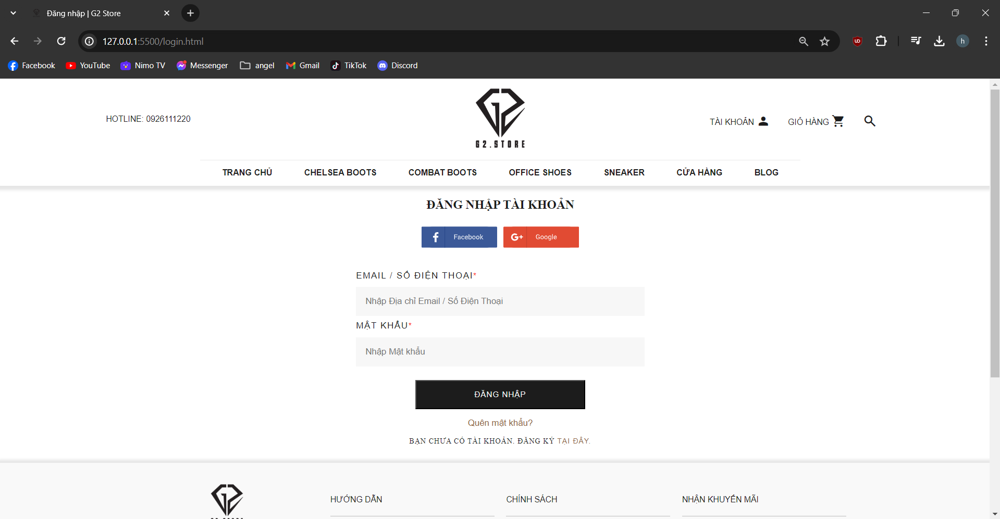 Đăng nhập | G2 Store
127.0.0.1:5500/login.html
h
Facebook YouTube Nimo TV Messenger angel Gmail TikTok Discord
HOTLINE: 0926111220
G2.STORE
TÀI KHOẢN
GIỎ HÀNG
TRANG CHỦ CHELSEA BOOTS COMBAT BOOTS OFFICE SHOES SNEAKER CỬA HÀNG BLOG
ĐĂNG NHẬP TÀI KHOẢN
Facebook
G+ Google
EMAIL / SỐ ĐIỆN THOẠI*
Nhập Địa chỉ Email / Số Điện Thoại
MẬT KHẨU*
Nhập Mật khẩu
ĐĂNG NHẬP
Quên mật khẩu?
BẠN CHƯA CÓ TÀI KHOẢN. ĐĂNG KÝ TẠI ĐÂY.
HƯỚNG DẪN
CHÍNH SÁCH
NHẬN KHUYẾN MÃI